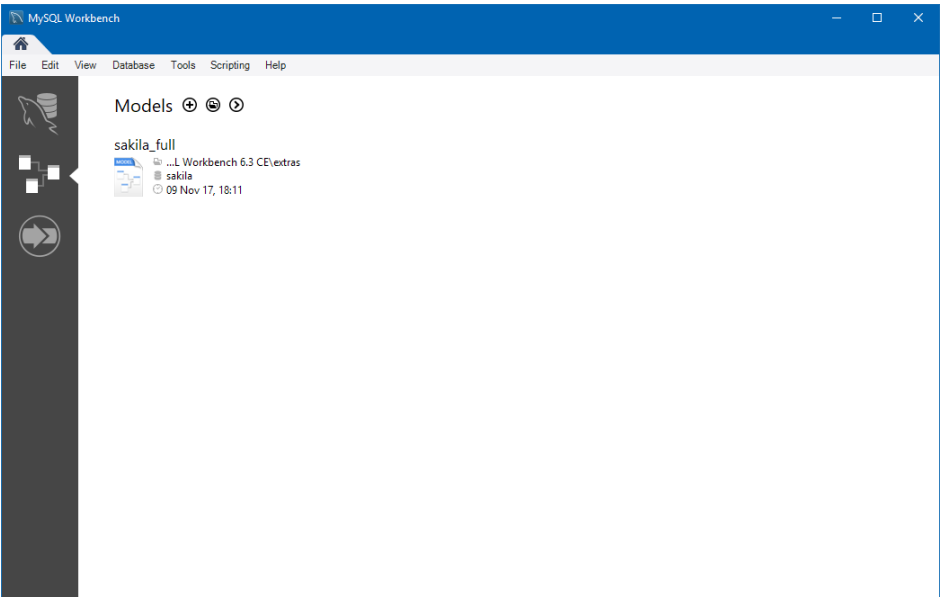 MySQL Workbench
File Edit View Database Tools Scripting Help
Models
sakila_full
MODEL
...L Workbench 6.3 CE\extras
sakila
09 Nov 17, 18:11